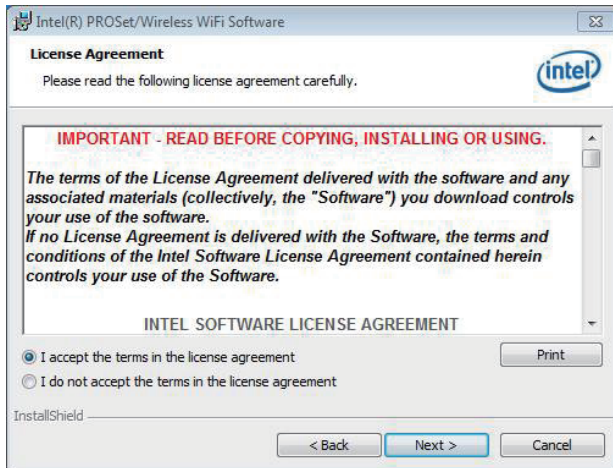 Intel(R) PROSet/Wireless WiFi Software
License Agreement
Please read the following license agreement carefully.
intel
IMPORTANT - READ BEFORE COPYING, INSTALLING OR USING.
The terms of the License Agreement delivered with the software and any
associated materials (collectively, the "Software") you download controls
your use of the software.
If no License Agreement is delivered with the Software, the terms and
conditions of the Intel Software License Agreement contained herein
controls your use of the Software.
INTEL SOFTWARE LICENSE AGREEMENT
I accept the terms in the license agreement
Print
I do not accept the terms in the license agreement
InstallShield
< Back Next > Cancel